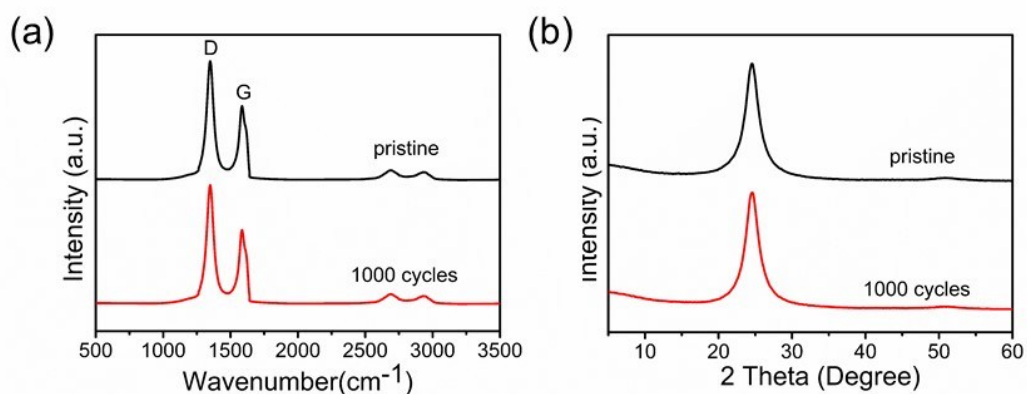 (a)
D
G
pristine
1000 cycles
Intensity (a.u.)
500 1000 1500 2000 2500 3000 3500
Wavenumber(cm⁻¹)
(b)
pristine
1000 cycles
Intensity (a.u.)
10 20 30 40 50 60
2 Theta (Degree)